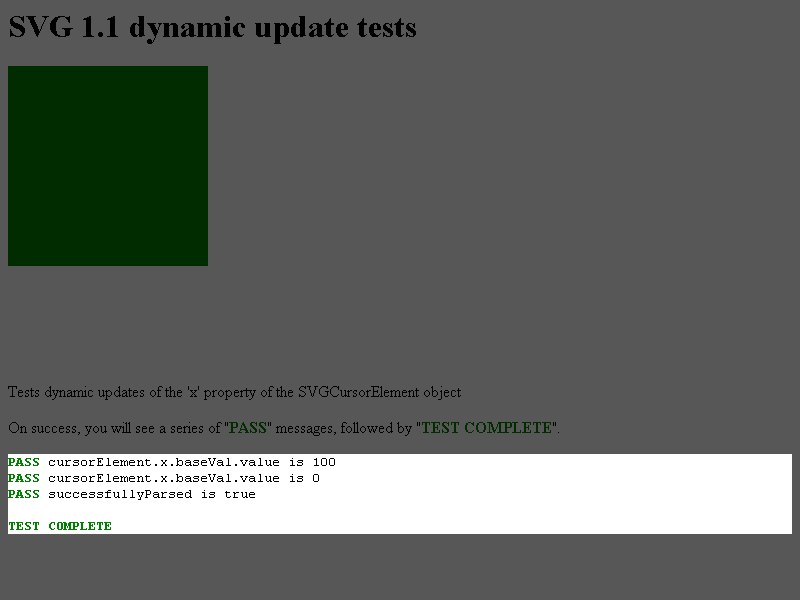 SVG 1.1 dynamic update tests
Tests dynamic updates of the 'x' property of the SVGCursorElement object
On success, you will see a series of "PASS" messages, followed by "TEST COMPLETE".
PASS cursorElement.x.baseVal.value is 100
PASS cursorElement.x.baseVal.value is 0
PASS successfullyParsed is true
TEST COMPLETE